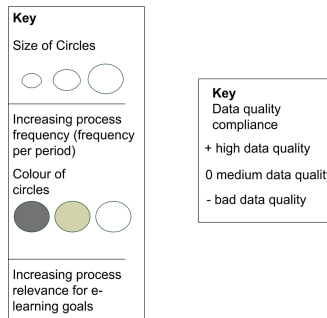 Key
Size of Circles
Increasing process
frequency (frequency
per period)
Colour of
circles
Increasing process
relevance for e-
learning goals
Key
Data quality
compliance
+ high data quality
0 medium data quality
- bad data quality